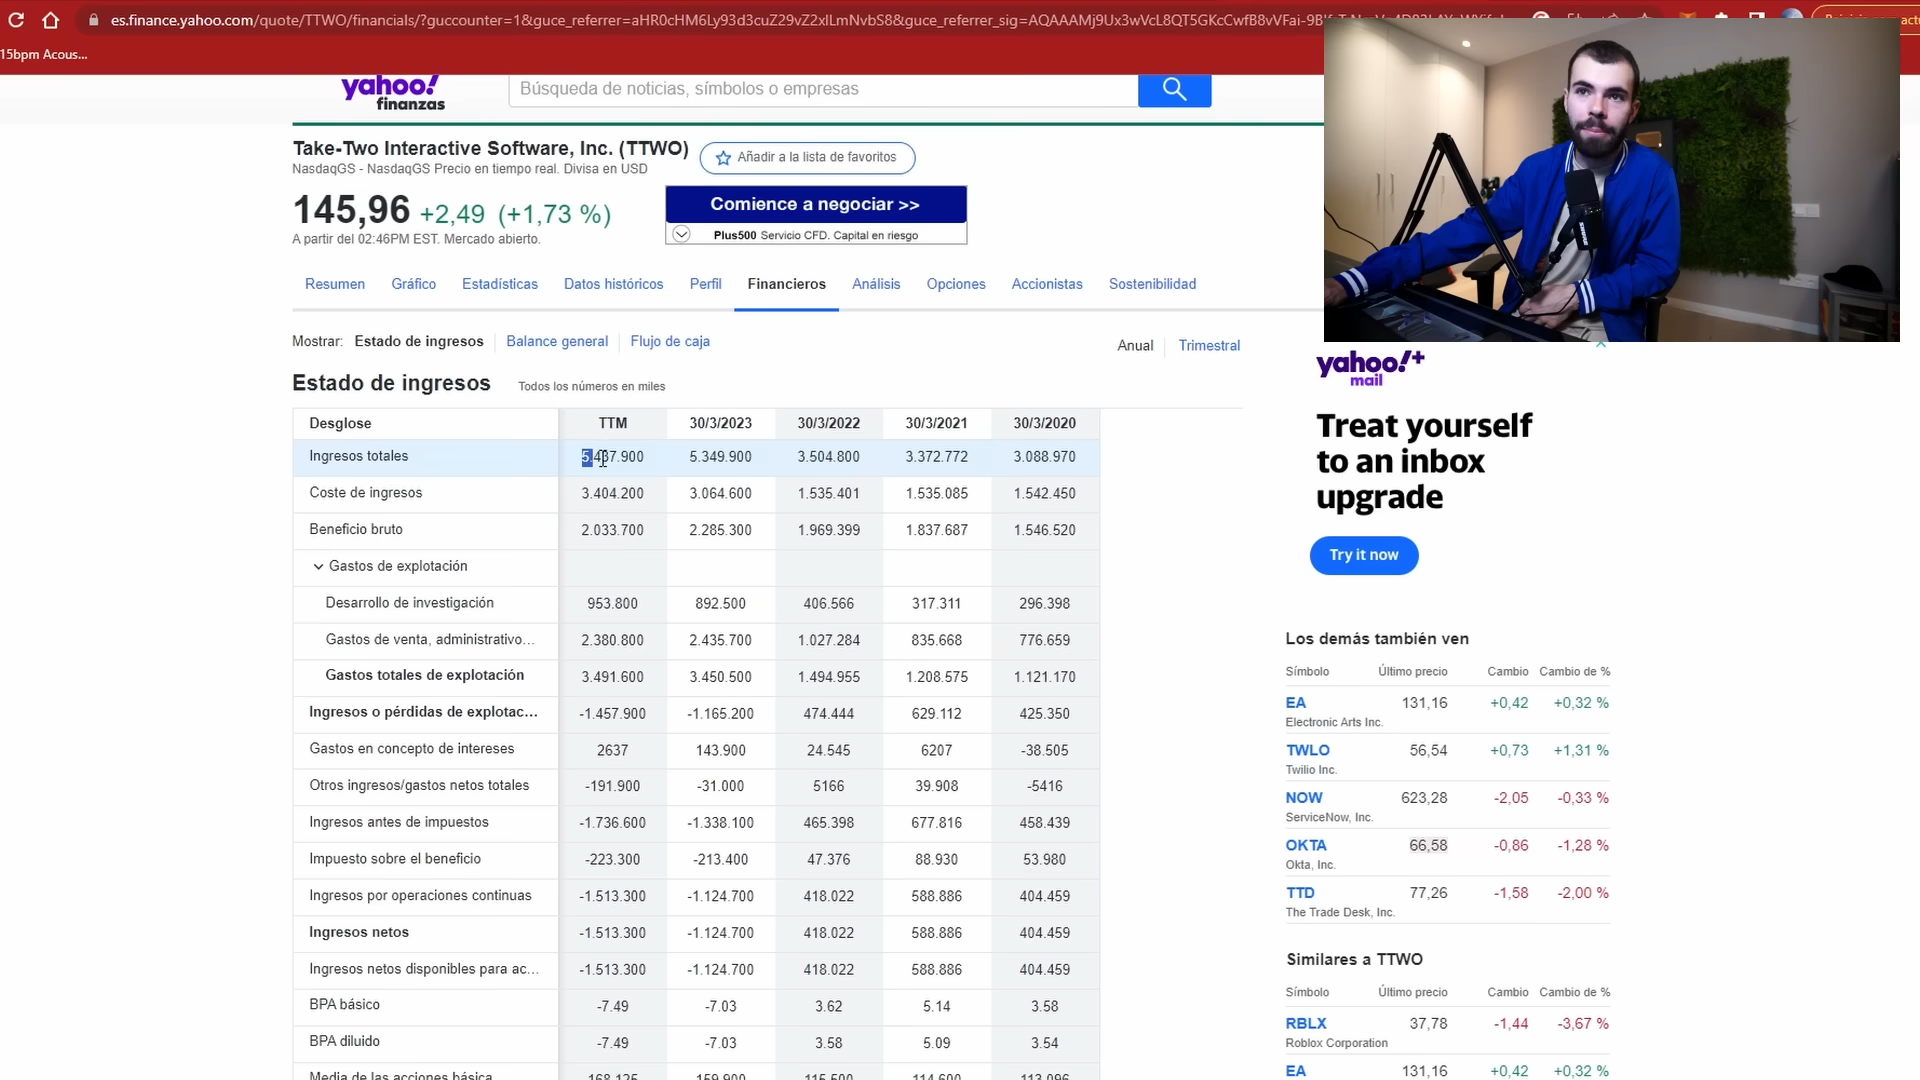 es.finance.yahoo.com/quote/TTWO/financials/?guccounter=1&guce_referrer=aHR0cHM6Ly93d3cuZ29vZ2xlLmNvbS8&guce_referrer_sig=
15bpm Acous...
yahoo!
finanzas
Búsqueda de noticias, símbolos o empresas
Take-Two Interactive Software, Inc. (TTWO)
Añadir a la lista de favoritos
NasdaqGS - NasdaqGS Precio en tiempo real. Divisa en USD
145,96 +2,49 (+1,73 %)
A partir del 02:46PM EST. Mercado abierto.
Comience a negociar >>
Plus500 Servicio CFD. Capital en riesgo
Resumen Gráfico Estadísticas Datos históricos Perfil Financieros Análisis Opciones Accionistas Sostenibilidad
Mostrar: Estado de ingresos Balance general Flujo de caja
Anual Trimestral
Estado de ingresos Todos los números en miles
Desglose TTM 30/3/2023 30/3/2022 30/3/2021 30/3/2020
Ingresos totales 5.437.900 5.349.900 3.504.800 3.372.772 3.088.970
Coste de ingresos 3.404.200 3.064.600 1.535.401 1.535.085 1.542.450
Beneficio bruto 2.033.700 2.285.300 1.969.399 1.837.687 1.546.520
Gastos de explotación
Desarrollo de investigación 953.800 892.500 406.566 317.311 296.398
Gastos de venta, administrativo... 2.380.800 2.435.700 1.027.284 835.668 776.659
Gastos totales de explotación 3.491.600 3.450.500 1.494.955 1.208.575 1.121.170
Ingresos o pérdidas de explotac... -1.457.900 -1.165.200 474.444 629.112 425.350
Gastos en concepto de intereses 2637 143.900 24.545 6207 -38.505
Otros ingresos/gastos netos totales -191.900 -31.000 5166 39.908 -5416
Ingresos antes de impuestos -1.736.600 -1.338.100 465.398 677.816 458.439
Impuesto sobre el beneficio -223.300 -213.400 47.376 88.930 53.980
Ingresos por operaciones continuas -1.513.300 -1.124.700 418.022 588.886 404.459
Ingresos netos -1.513.300 -1.124.700 418.022 588.886 404.459
Ingresos netos disponibles para ac... -1.513.300 -1.124.700 418.022 588.886 404.459
BPA básico -7.49 -7.03 3.62 5.14 3.58
BPA diluido -7.49 -7.03 3.58 5.09 3.54
Media de las acciones básica 168.125 159.900 115.500 114.600 113.096
yahoo!+
mail
Treat yourself
to an inbox
upgrade
Try it now
Los demás también ven
Símbolo Último precio Cambio Cambio de %
EA 131,16 +0,42 +0,32 %
Electronic Arts Inc.
TWLO 56,54 +0,73 +1,31 %
Twilio Inc.
NOW 623,28 -2,05 -0,33 %
ServiceNow, Inc.
OKTA 66,58 -0,86 -1,28 %
Okta, Inc.
TTD 77,26 -1,58 -2,00 %
The Trade Desk, Inc.
Similares a TTWO
Símbolo Último precio Cambio Cambio de %
RBLX 37,78 -1,44 -3,67 %
Roblox Corporation
EA 131,16 +0,42 +0,32 %